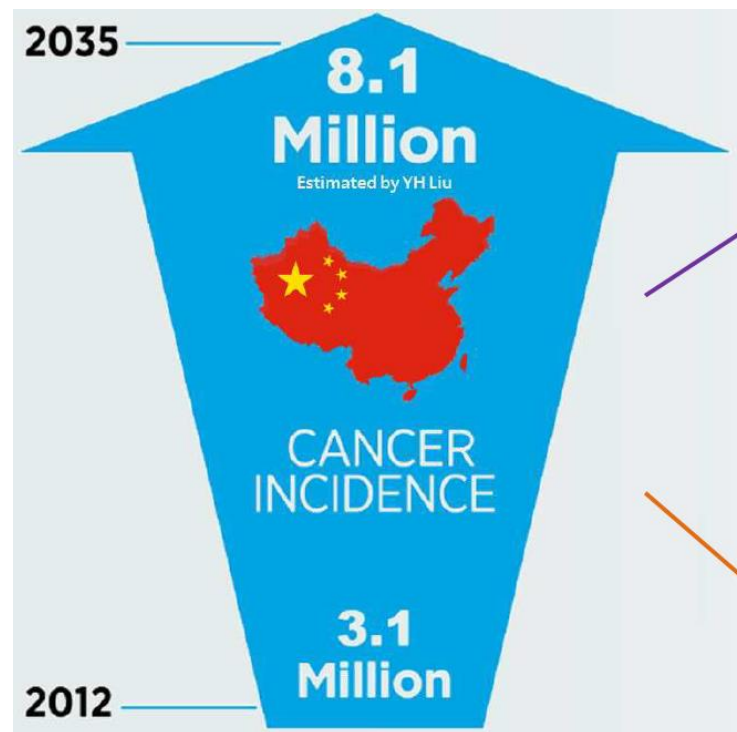 2035
8.1
Million
Estimated by YH Liu
CANCER
INCIDENCE
3.1
Million
2012